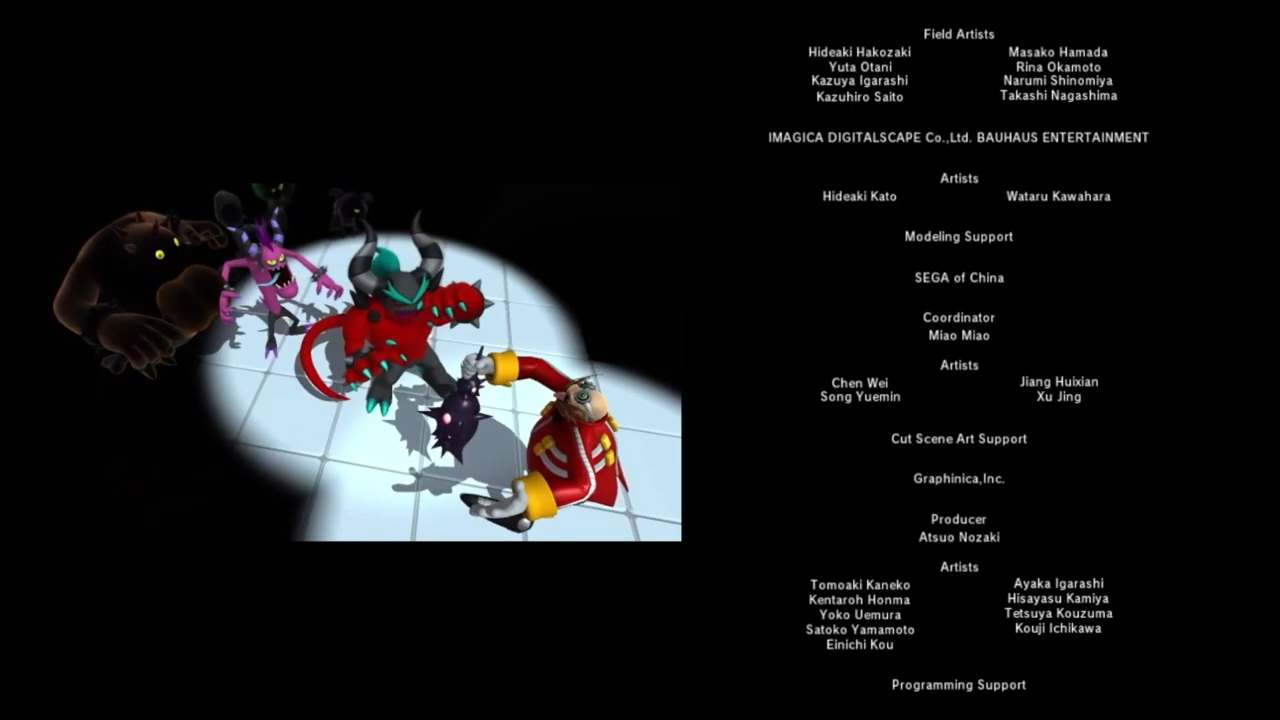 Field Artists
Hideaki Hakozaki Masako Hamada
Yuta Otani Rina Okamoto
Kazuya Igarashi Narumi Shinomiya
Kazuhiro Saito Takashi Nagashima
IMAGICA DIGITALSCAPE Co.,Ltd. BAUHAUS ENTERTAINMENT
Artists
Hideaki Kato Wataru Kawahara
Modeling Support
SEGA of China
Coordinator
Miao Miao
Artists
Chen Wei Jiang Huixian
Song Yuemin Xu Jing
Cut Scene Art Support
Graphinica,Inc.
Producer
Atsuo Nozaki
Artists
Tomoaki Kaneko Ayaka Igarashi
Kentaroh Honma Hisayasu Kamiya
Yoko Uemura Tetsuya Kouzuma
Satoko Yamamoto Kouji Ichikawa
Einichi Kou
Programming Support